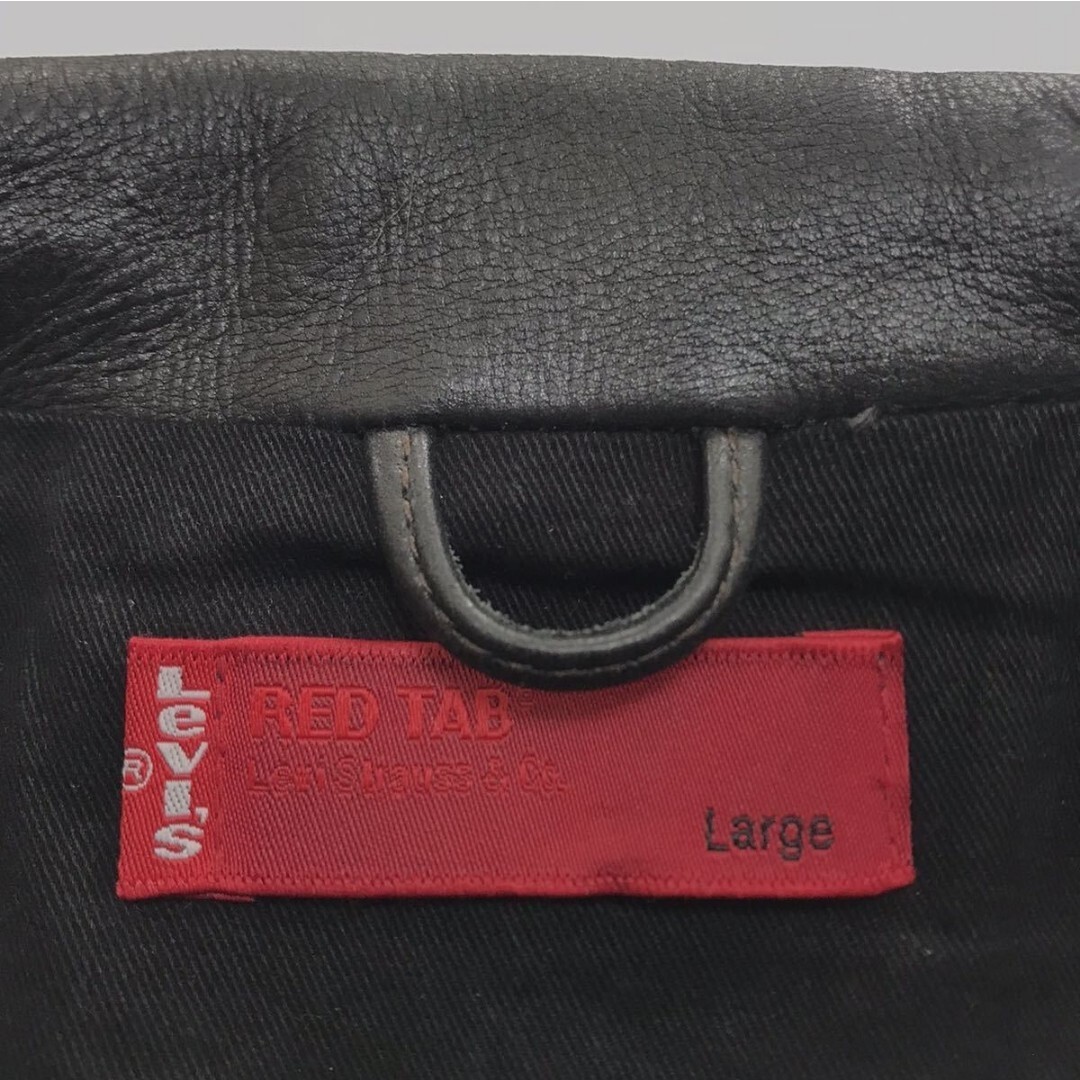 Levi's
®
RED TAB®
Levi Strauss & Co.
Large